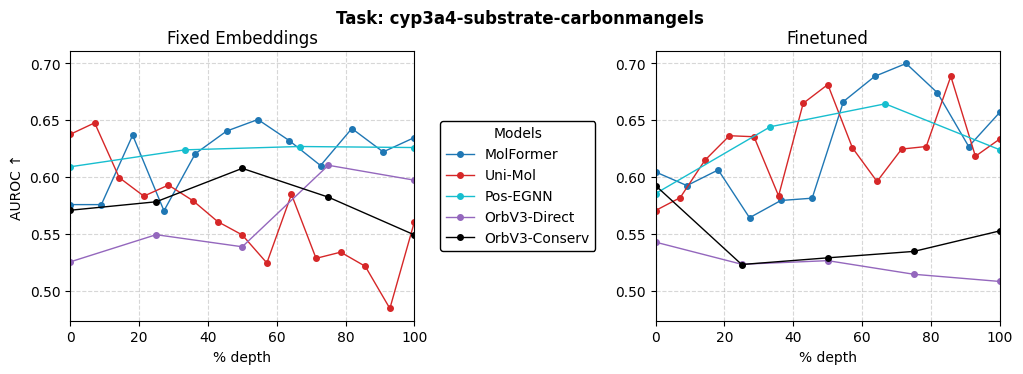 Task: cyp3a4-substrate-carbonmangels
Fixed Embeddings
Finetuned
AUROC ↑
0.70
0.65
0.60
0.55
0.50
0 20 40 60 80 100
% depth
Models
MolFormer
Uni-Mol
Pos-EGNN
OrbV3-Direct
OrbV3-Conserv
0.70
0.65
0.60
0.55
0.50
0 20 40 60 80 100
% depth